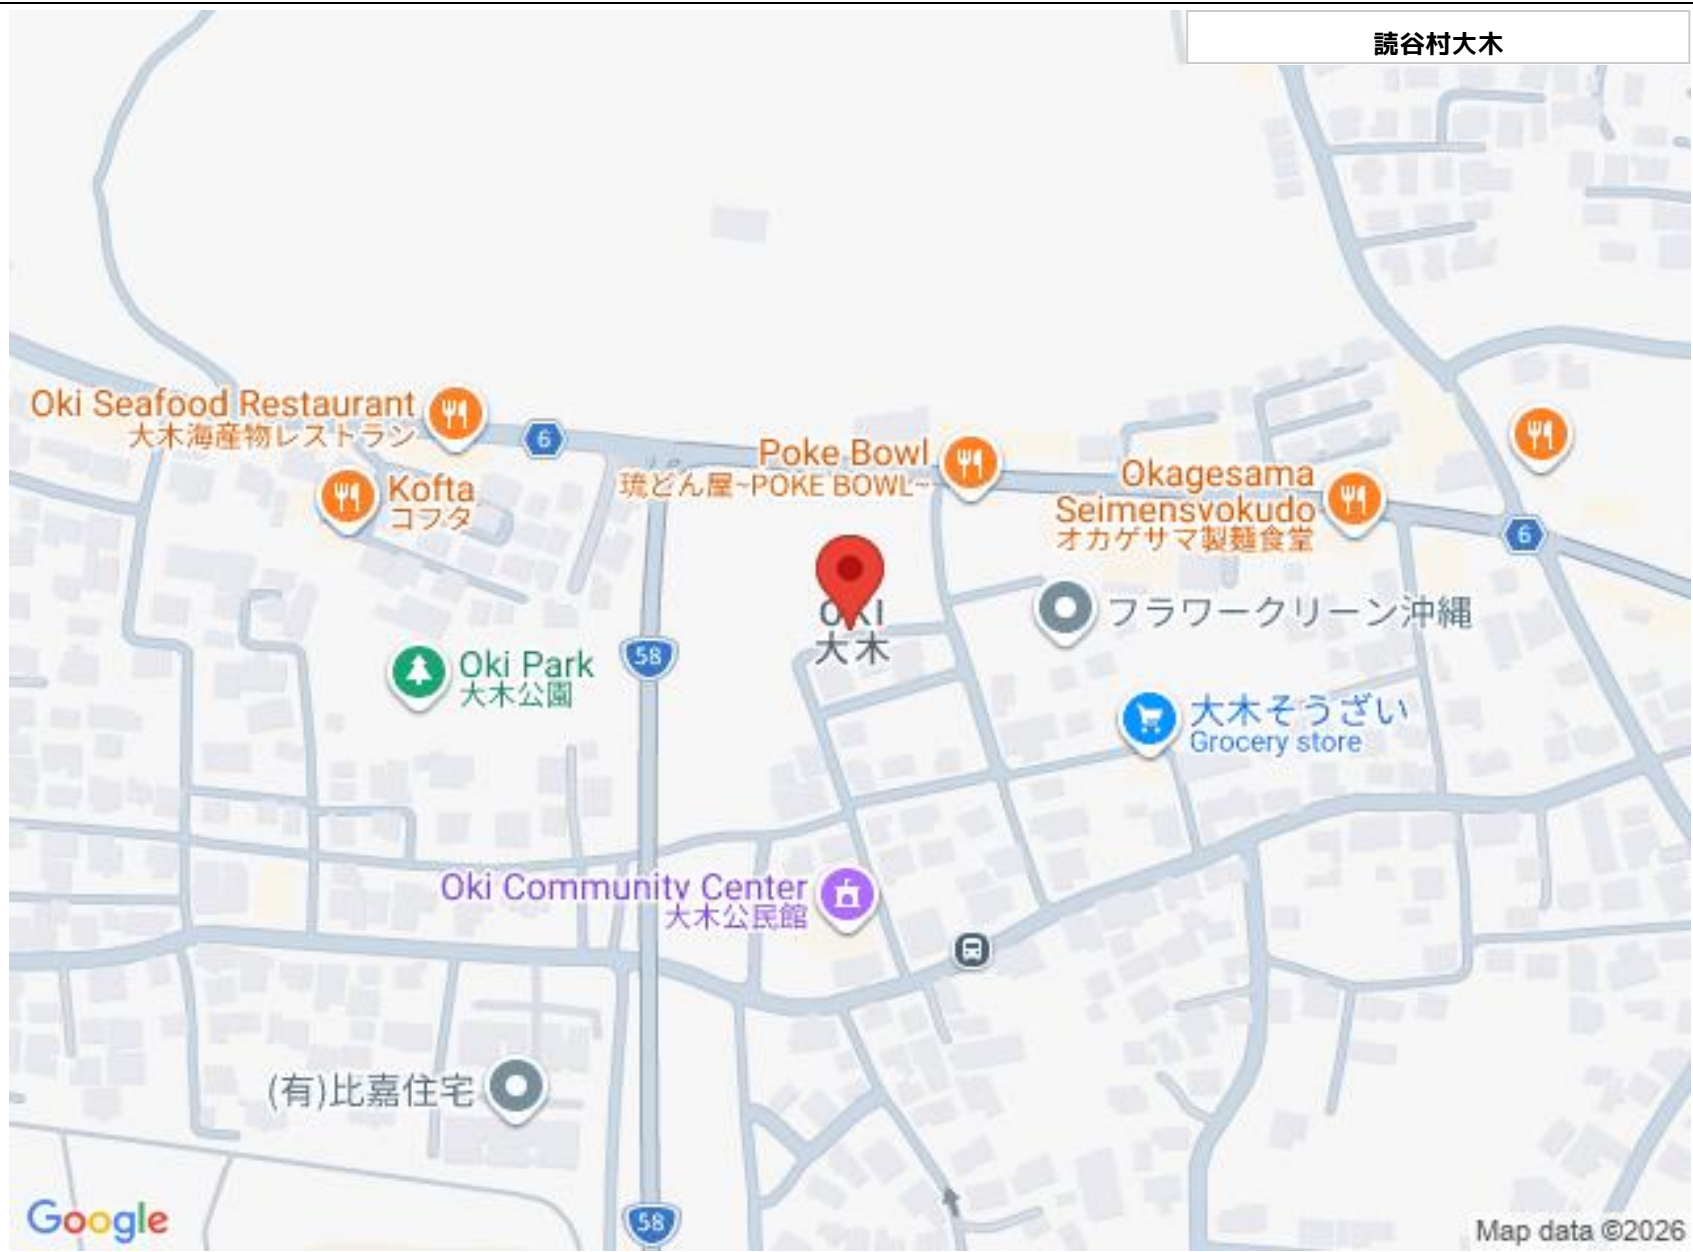 読谷村大木
Oki Seafood Restaurant
大木海産物レストラン
6
Poke Bowl
琉どん屋~POKE BOWL~
Kofta
コフタ
Okagesama
Seimensyokudo
オカゲサマ製麺食堂
6
OKI
大木
フラワークリーン沖縄
58
Oki Park
大木公園
大木そうざい
Grocery store
Oki Community Center
大木公民館
(有)比嘉住宅
58
Google
Map data ©2026